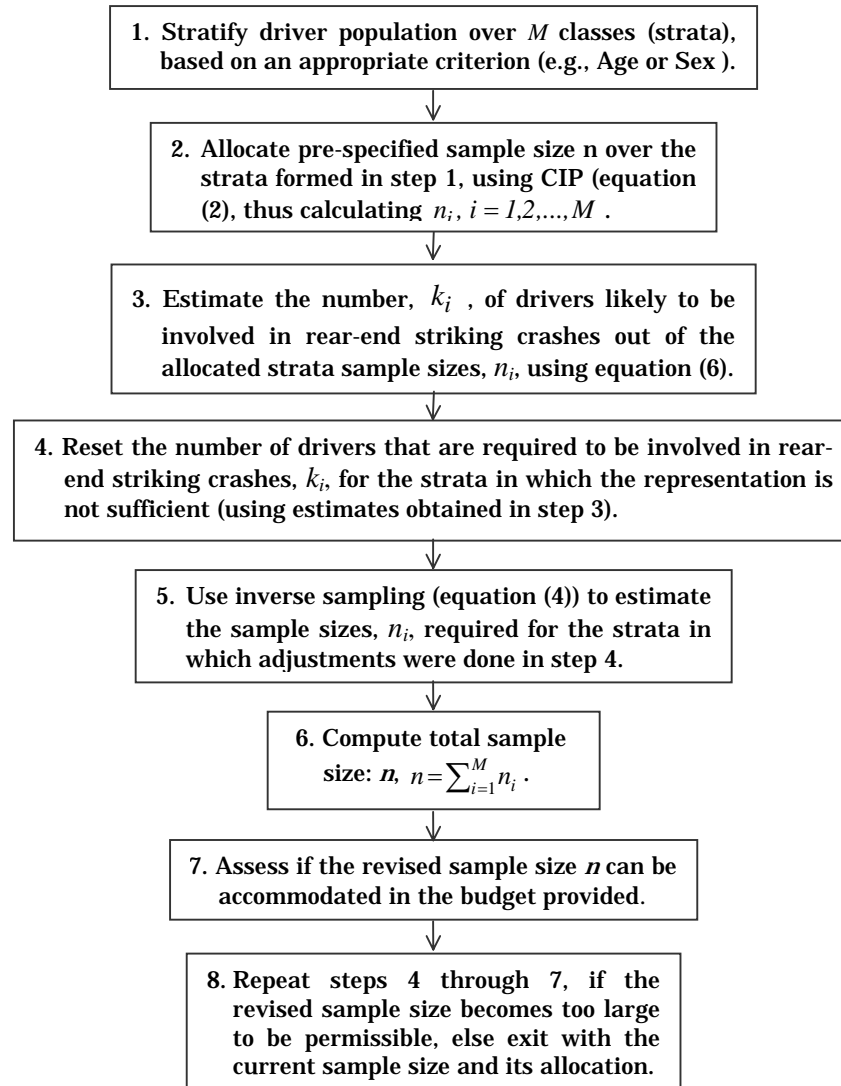 1. Stratify driver population over M classes (strata),
based on an appropriate criterion (e.g., Age or Sex ).
2. Allocate pre-specified sample size n over the
strata formed in step 1, using CIP (equation
(2), thus calculating n_i, i = 1,2,...,M .
3. Estimate the number, k_i , of drivers likely to be
involved in rear-end striking crashes out of the
allocated strata sample sizes, n_i, using equation (6).
4. Reset the number of drivers that are required to be involved in rear-
end striking crashes, k_i, for the strata in which the representation is
not sufficient (using estimates obtained in step 3).
5. Use inverse sampling (equation (4)) to estimate
the sample sizes, n_i, required for the strata in
which adjustments were done in step 4.
6. Compute total sample
size: n, n = ∑_{i=1}^{M} n_i .
7. Assess if the revised sample size n can be
accommodated in the budget provided.
8. Repeat steps 4 through 7, if the
revised sample size becomes too large
to be permissible, else exit with the
current sample size and its allocation.